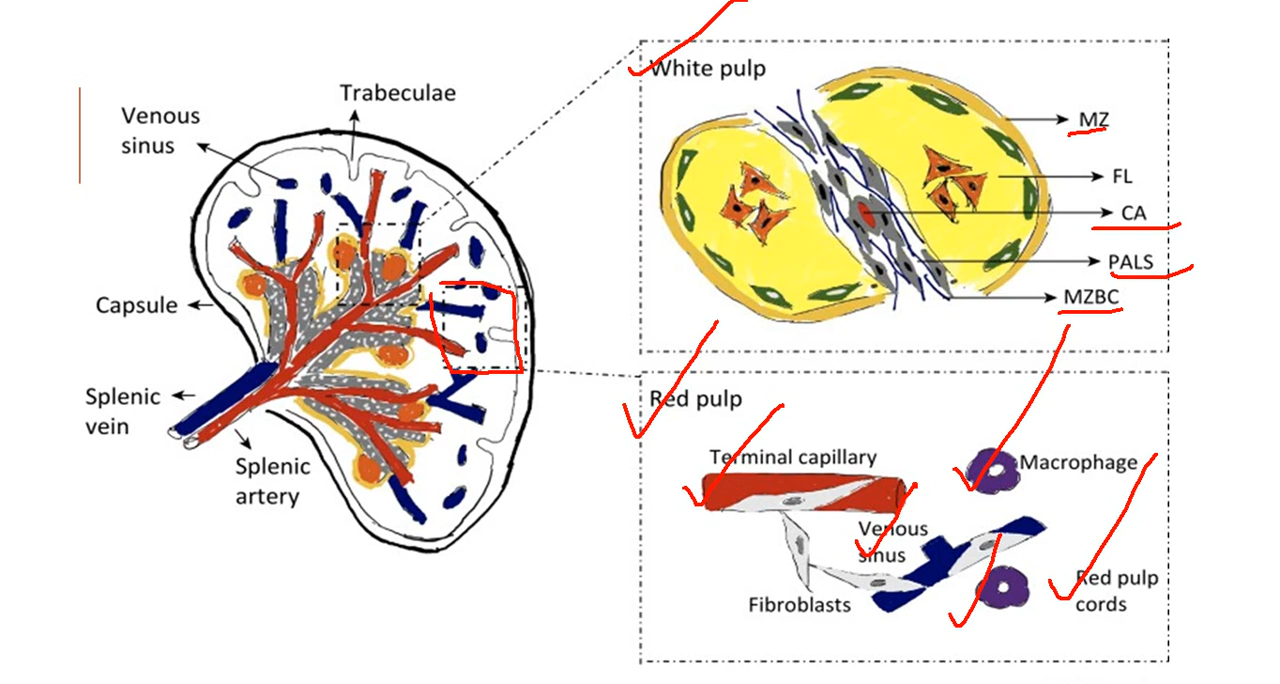 Trabeculae
Venous
sinus
Capsule
Splenic
vein
Splenic
artery
White pulp
MZ
FL
CA
PALS
MZBC
Red pulp
Terminal capillary
Macrophage
Venous
sinus
Fibroblasts
Red pulp
cords